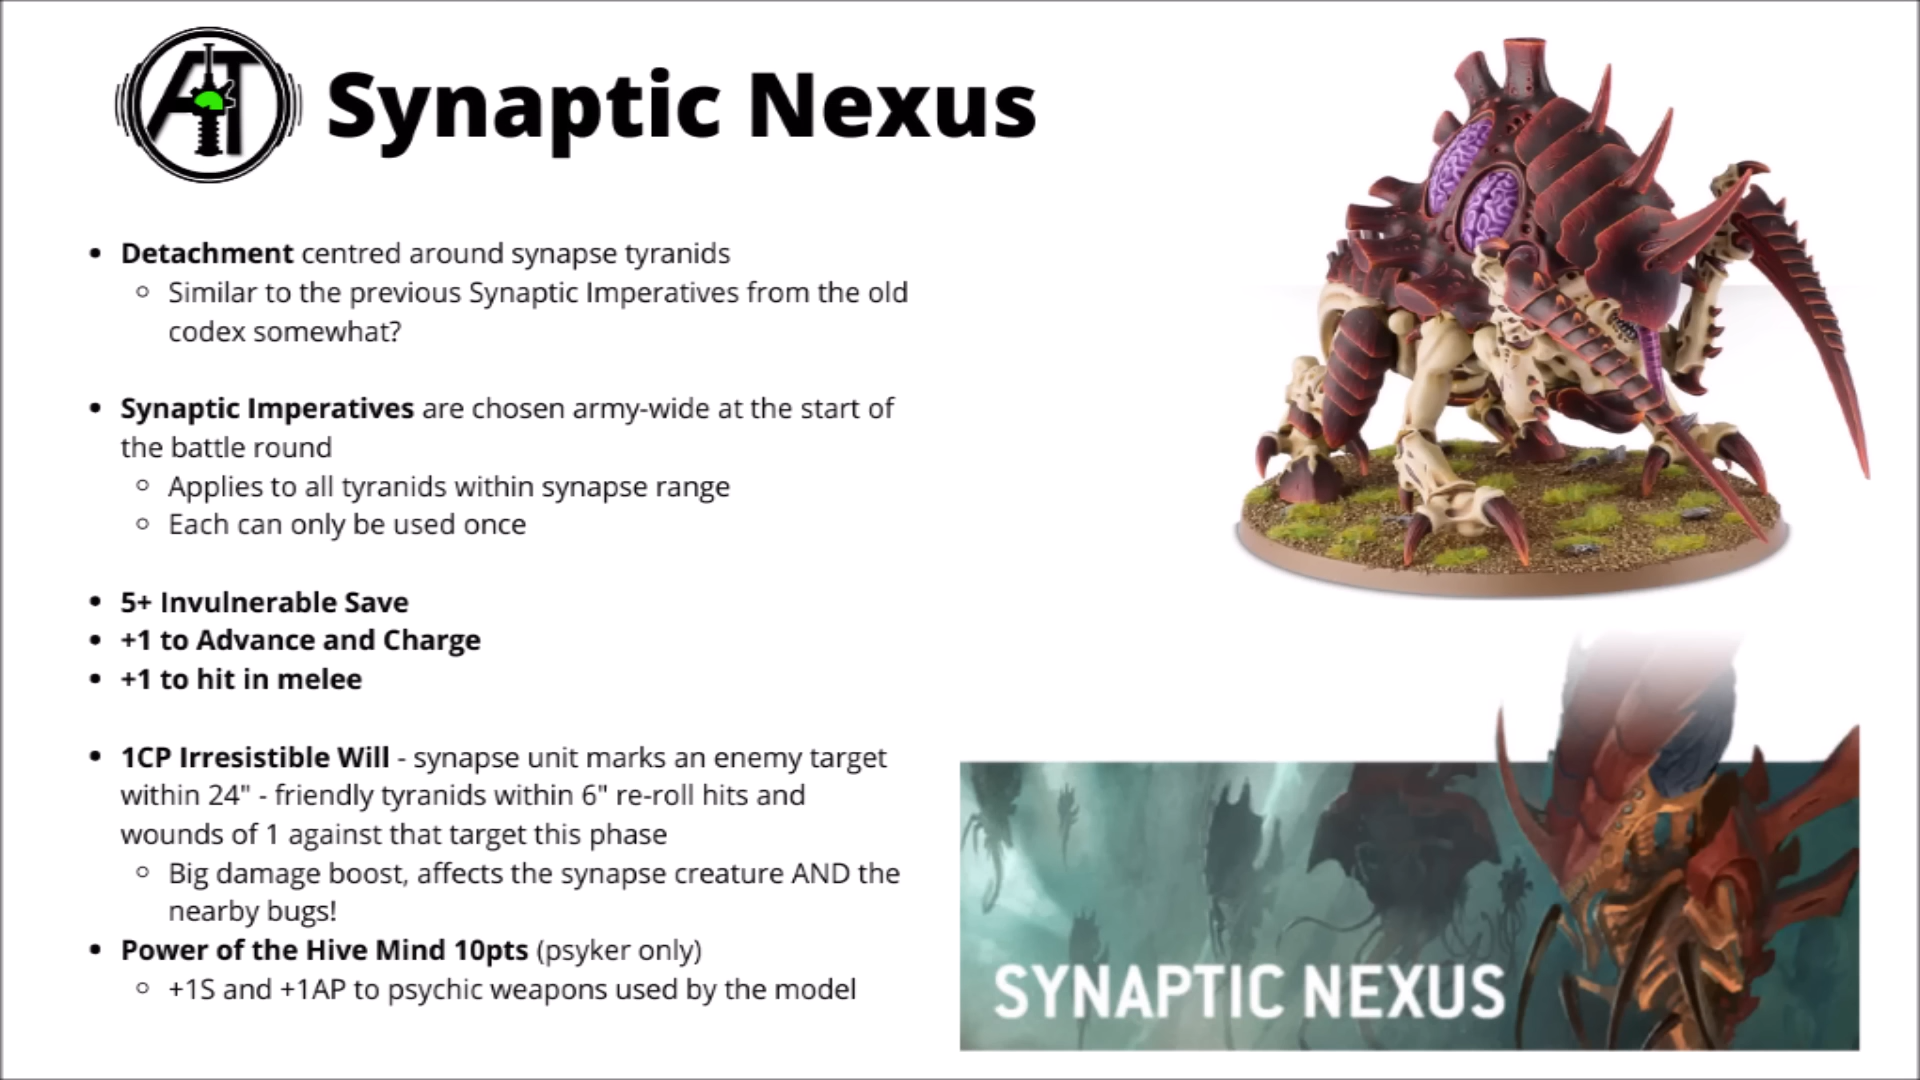 AT
Synaptic Nexus
• Detachment centred around synapse tyranids
○ Similar to the previous Synaptic Imperatives from the old
codex somewhat?
• Synaptic Imperatives are chosen army-wide at the start of
the battle round
○ Applies to all tyranids within synapse range
○ Each can only be used once
• 5+ Invulnerable Save
• +1 to Advance and Charge
• +1 to hit in melee
• 1CP Irresistible Will - synapse unit marks an enemy target
within 24" - friendly tyranids within 6" re-roll hits and
wounds of 1 against that target this phase
○ Big damage boost, affects the synapse creature AND the
nearby bugs!
• Power of the Hive Mind 10pts (psyker only)
○ +1S and +1AP to psychic weapons used by the model
SYNAPTIC NEXUS